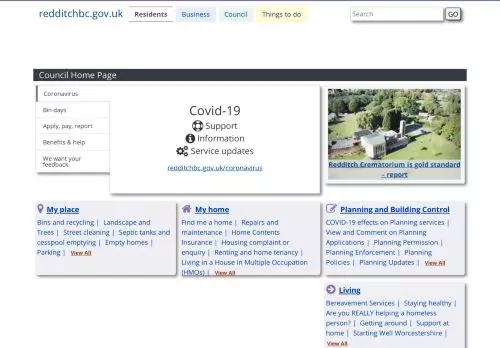 redditchbc.gov.uk
Residents
Business
Council
Things to do
Search
GO
Council Home Page
Coronavirus
Bin days
Apply, pay, report
Benefits & help
We want your
feedback
Covid-19
Support
Information
Service updates
redditchbc.gov.uk/coronavirus
Redditch Crematorium is gold standard
– report
My place
Bins and recycling | Landscape and
Trees | Street cleaning | Septic tanks and
cesspool emptying | Empty homes |
Parking | View All
My home
Find me a home | Repairs and
maintenance | Home Contents
Insurance | Housing complaint or
enquiry | Renting and home tenancy |
Living in a House in Multiple Occupation
(HMOs) | View All
Planning and Building Control
COVID-19 effects on Planning services |
View and Comment on Planning
Applications | Planning Permission |
Planning Enforcement | Planning
Policies | Planning Updates | View All
Living
Bereavement Services | Staying healthy |
Are you REALLY helping a homeless
person? | Getting around | Support at
home | Starting Well Worcestershire |
View All